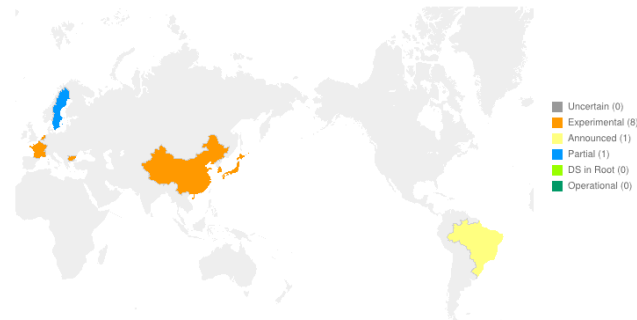 Uncertain (0)
Experimental (8)
Announced (1)
Partial (1)
DS in Root (0)
Operational (0)